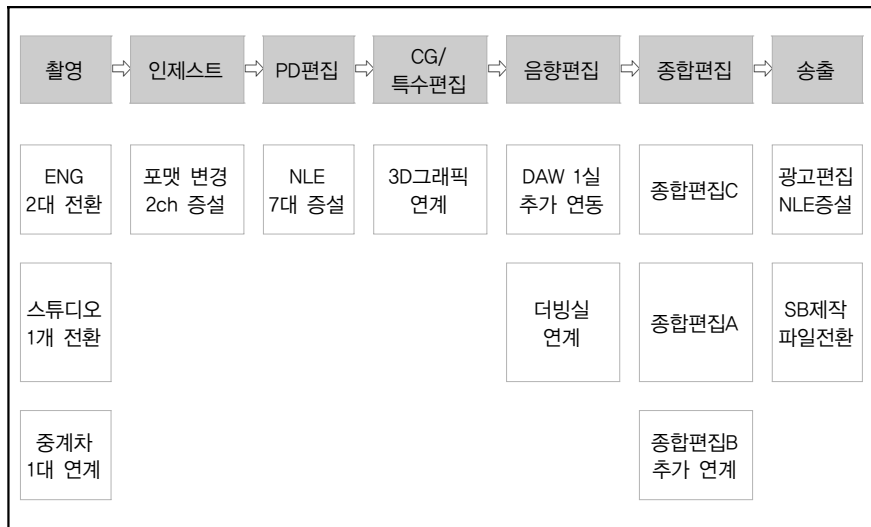 촬영
인제스트
PD편집
CG/
특수편집
음향편집
종합편집
송출
ENG
2대 전환
포맷 변경
2ch 증설
NLE
7대 증설
3D그래픽
연계
DAW 1실
추가 연동
종합편집C
광고편집
NLE증설
스튜디오
1개 전환
더빙실
연계
종합편집A
SB제작
파일전환
중계차
1대 연계
종합편집B
추가 연계